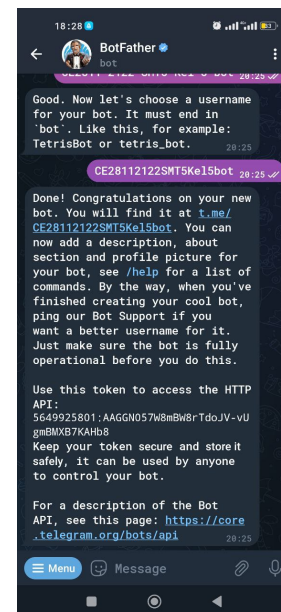 18:28
BotFather
bot
20:25
Good. Now let's choose a username
for your bot. It must end in
`bot`. Like this, for example:
TetrisBot or tetris_bot.
20:25
CE28112122SMT5Kel5bot 20:25
Done! Congratulations on your new
bot. You will find it at t.me/
CE28112122SMT5Kel5bot. You can
now add a description, about
section and profile picture for
your bot, see /help for a list of
commands. By the way, when you've
finished creating your cool bot,
ping our Bot Support if you
want a better username for it.
Just make sure the bot is fully
operational before you do this.
Use this token to access the HTTP
API:
5649925801:AAGGN057W8mBW8rTdoJV-vU
gmBMXB7KAHb8
Keep your token secure and store it
safely, it can be used by anyone
to control your bot.
For a description of the Bot
API, see this page: https://core
.telegram.org/bots/api
20:25
Menu
Message